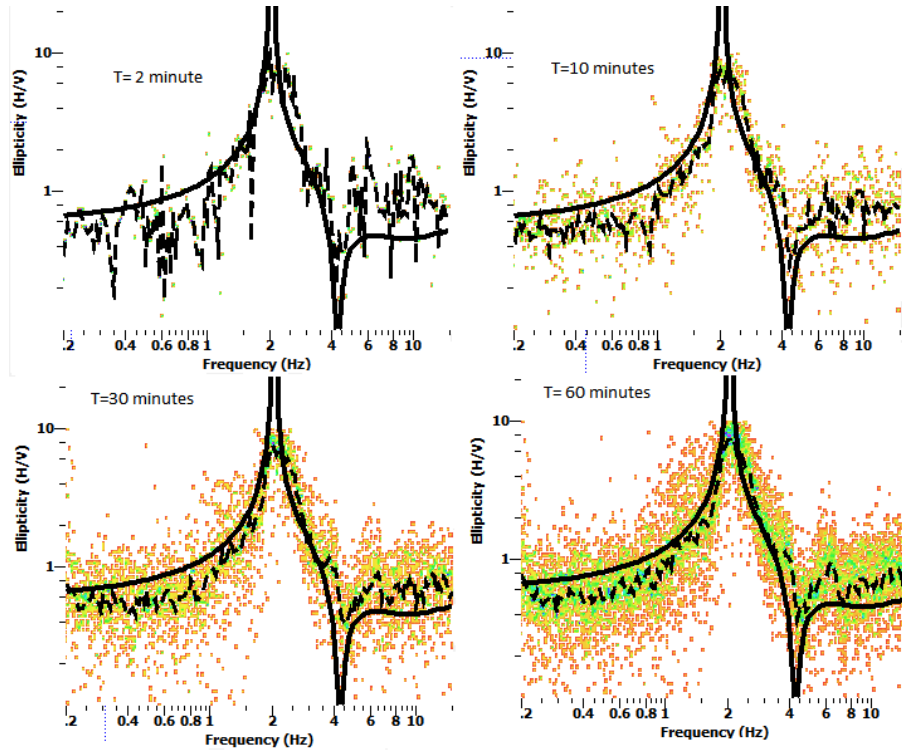 10
T= 2 minute
Ellipticity (H/V)
1
.2 0.4 0.6 0.8 1 2 4 6 8 10
Frequency (Hz)
10
T=10 minutes
Ellipticity (H/V)
1
0.2 0.4 0.6 0.8 1 2 4 6 8 10
Frequency (Hz)
10
T=30 minutes
Ellipticity (H/V)
1
.2 0.4 0.6 0.8 1 2 4 6 8 10
Frequency (Hz)
10
T= 60 minutes
Ellipticity (H/V)
1
.2 0.4 0.6 0.8 1 2 4 6 8 10
Frequency (Hz)